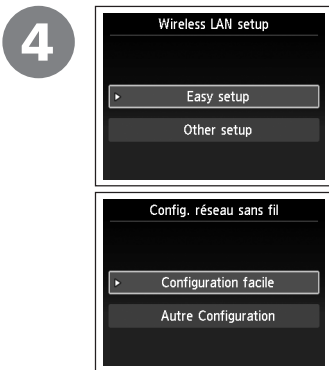 4
Wireless LAN setup
Easy setup
Other setup
Config. réseau sans fil
Configuration facile
Autre Configuration